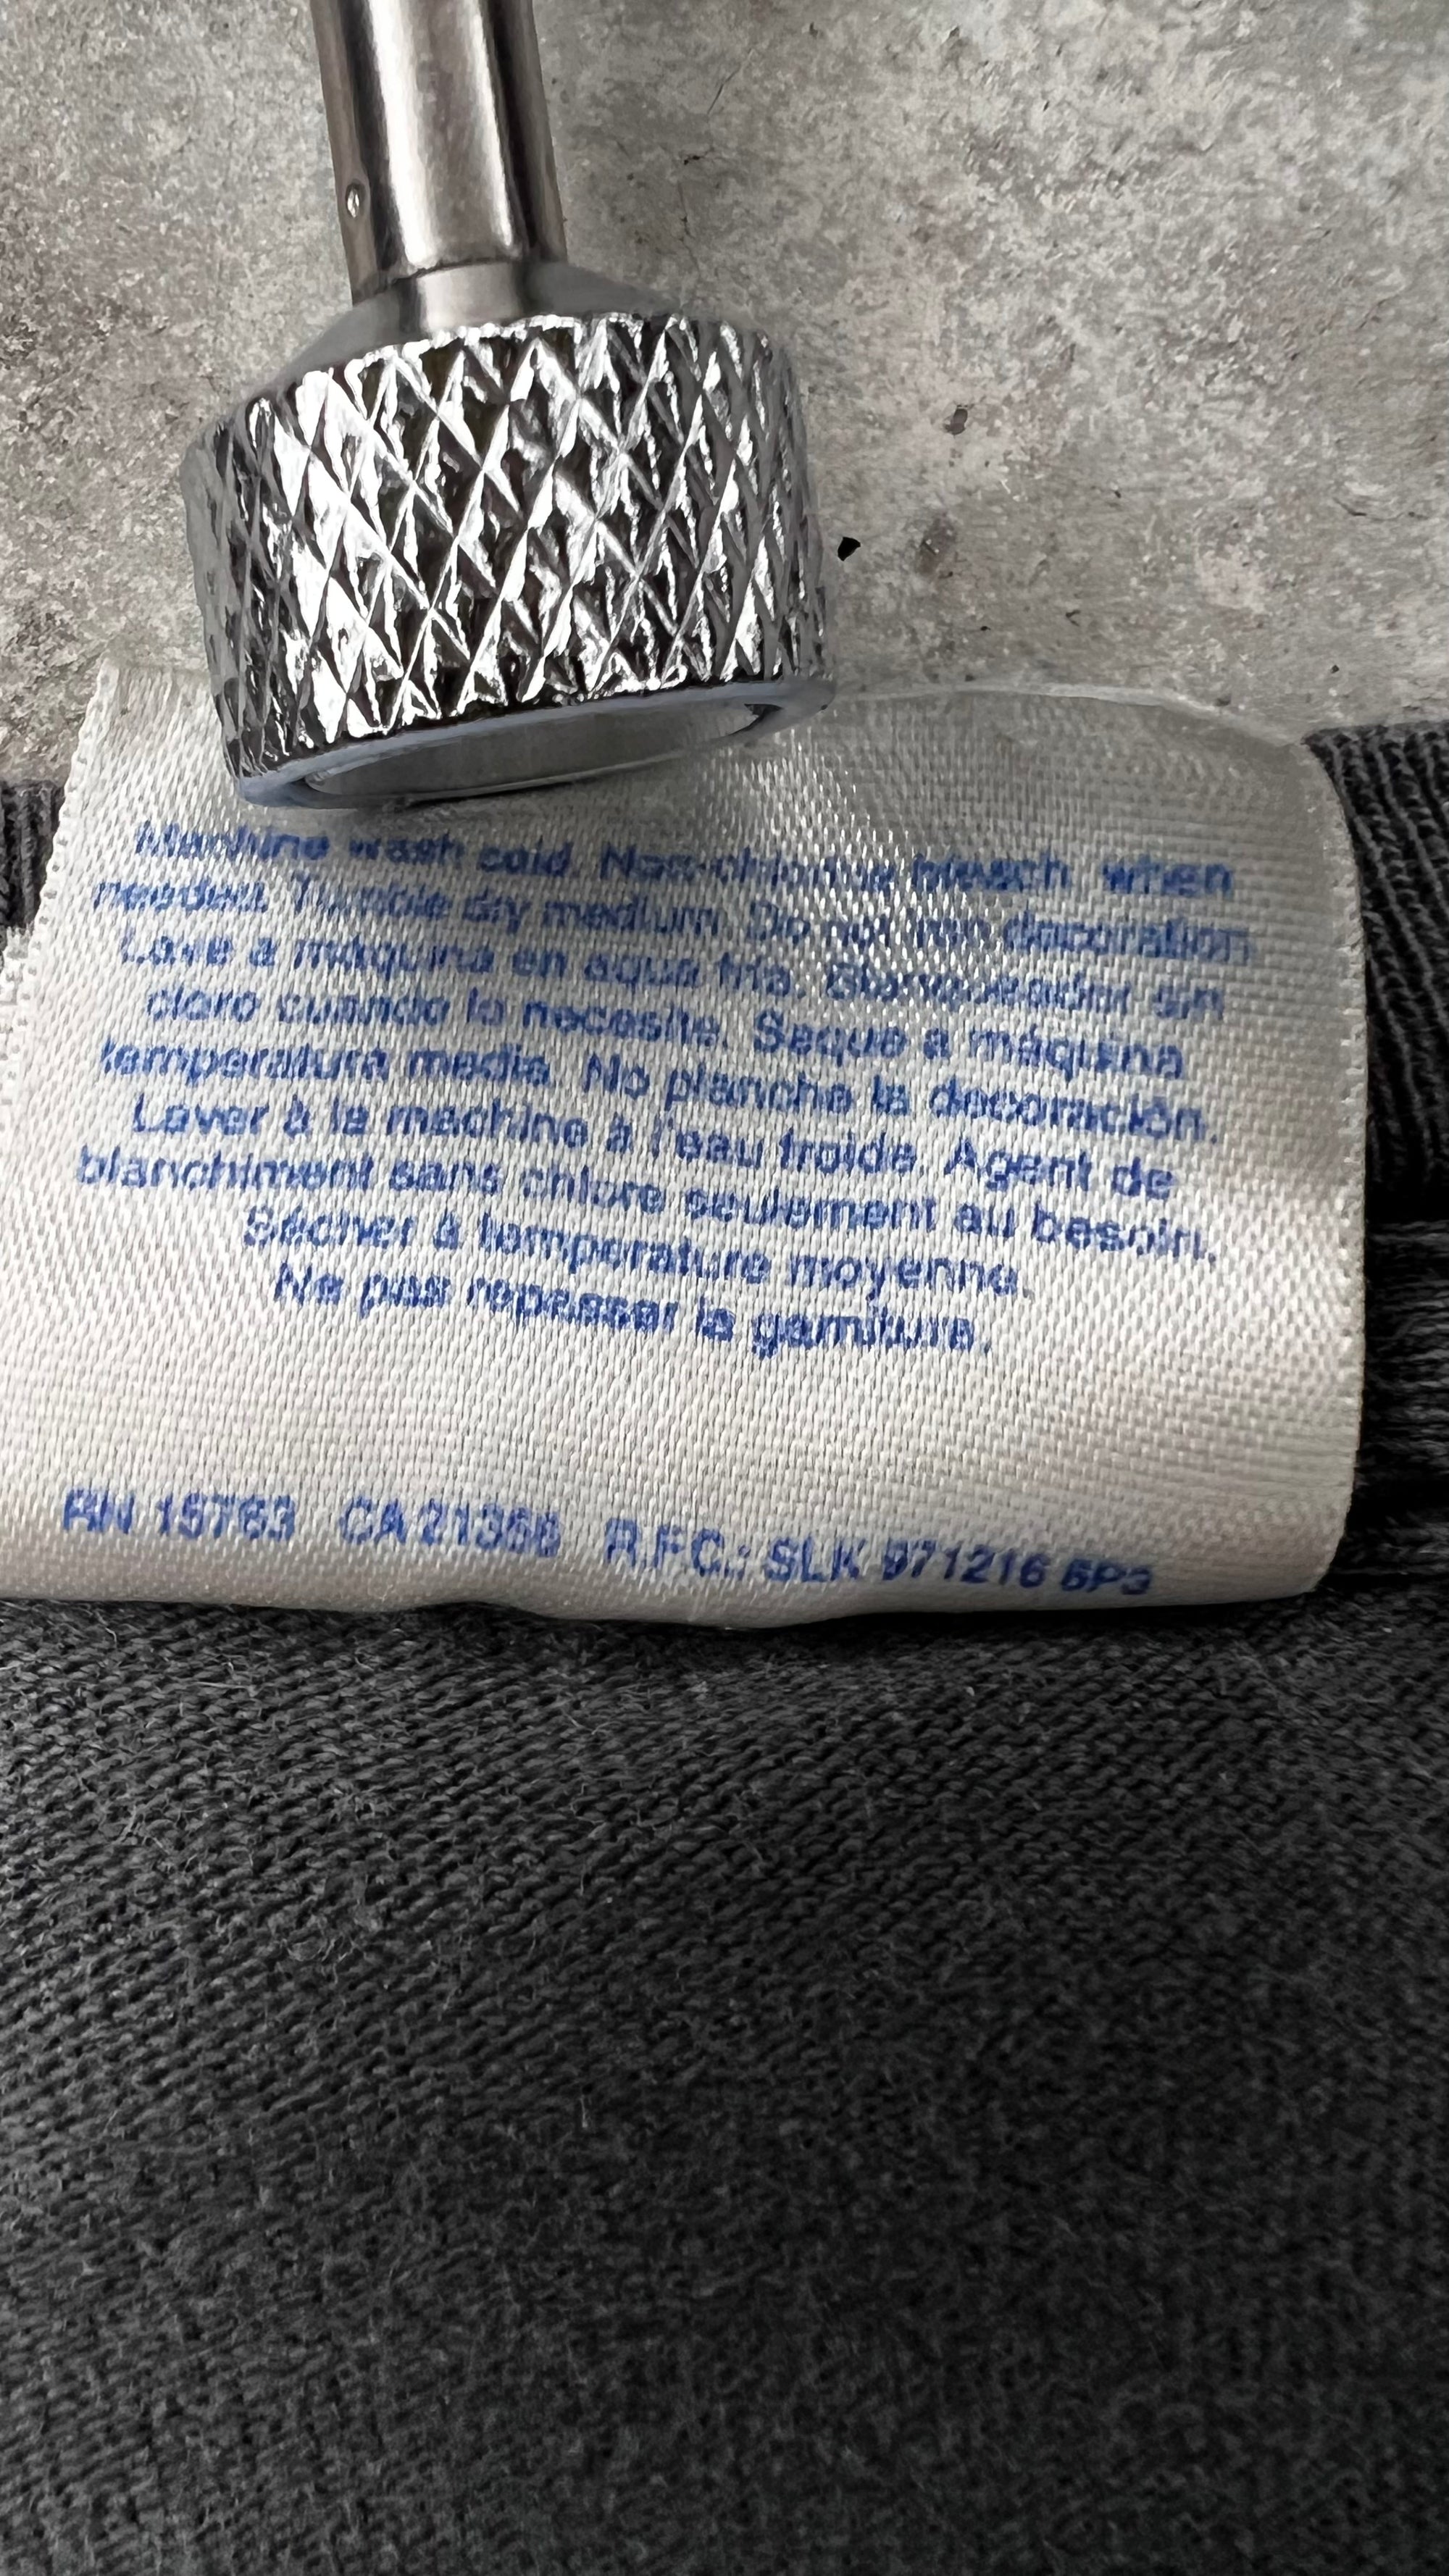 Machine wash cold. Non-chlorine bleach, when
needed. Tumble dry medium. Do not iron decoration.
Lave a máquina en aqua fria. Blanqueador sin
cloro cuando lo necesite. Seque a máquina
temperatura media. No planche la decoración.
Laver à la machine à l'eau froide. Agent de
blanchiment sans chlore seulement au besoin.
Sécher à température moyenne.
Ne pas repasser la garniture.
RN 15763 CA 21366 R.F.C.: SLK 971216 6P3